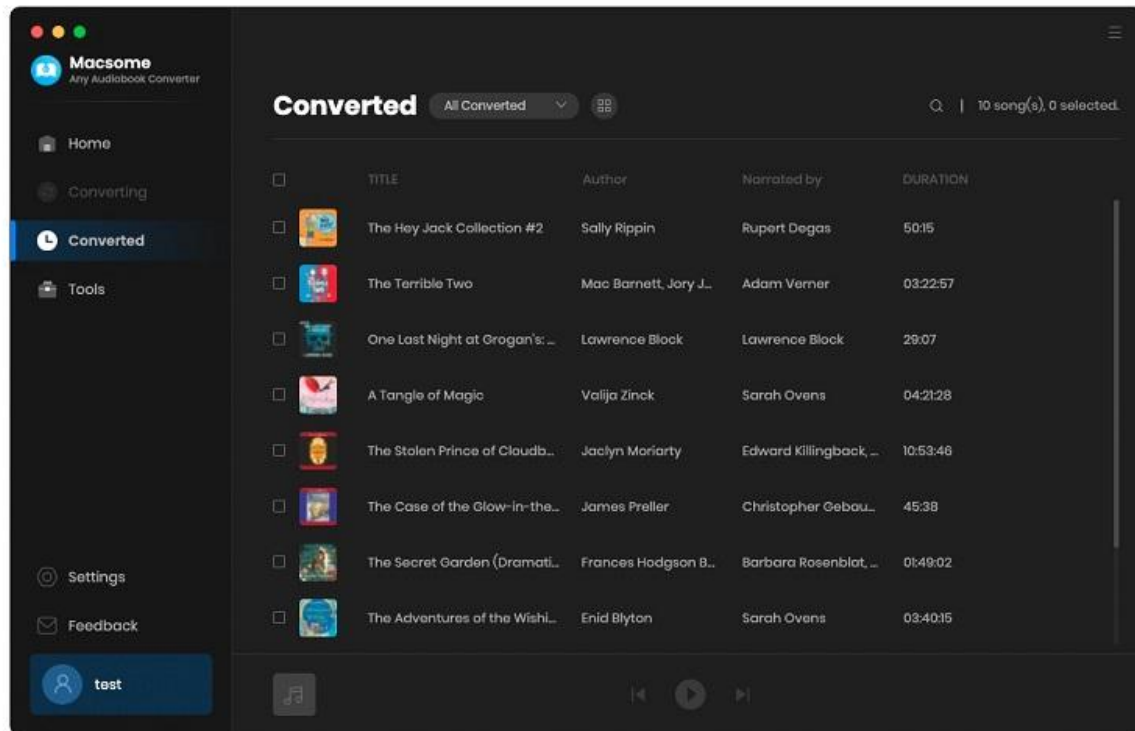 Macsome
Any Audiobook Converter
Home
Converting
Converted
Tools
Settings
Feedback
test
Converted All Converted | 10 song(s), 0 selected.
TITLE Author Narrated by DURATION
The Hey Jack Collection #2 Sally Rippin Rupert Degas 50:15
The Terrible Two Mac Barnett, Jory J... Adam Verner 03:22:57
One Last Night at Grogan's: ... Lawrence Block Lawrence Block 29:07
A Tangle of Magic Valija Zinck Sarah Ovens 04:21:28
The Stolen Prince of Cloudb... Jaclyn Moriarty Edward Killingback, ... 10:53:46
The Case of the Glow-in-the... James Preller Christopher Gebau... 45:38
The Secret Garden (Dramati... Frances Hodgson B... Barbara Rosenblat, ... 01:49:02
The Adventures of the Wishi... Enid Blyton Sarah Ovens 03:40:15